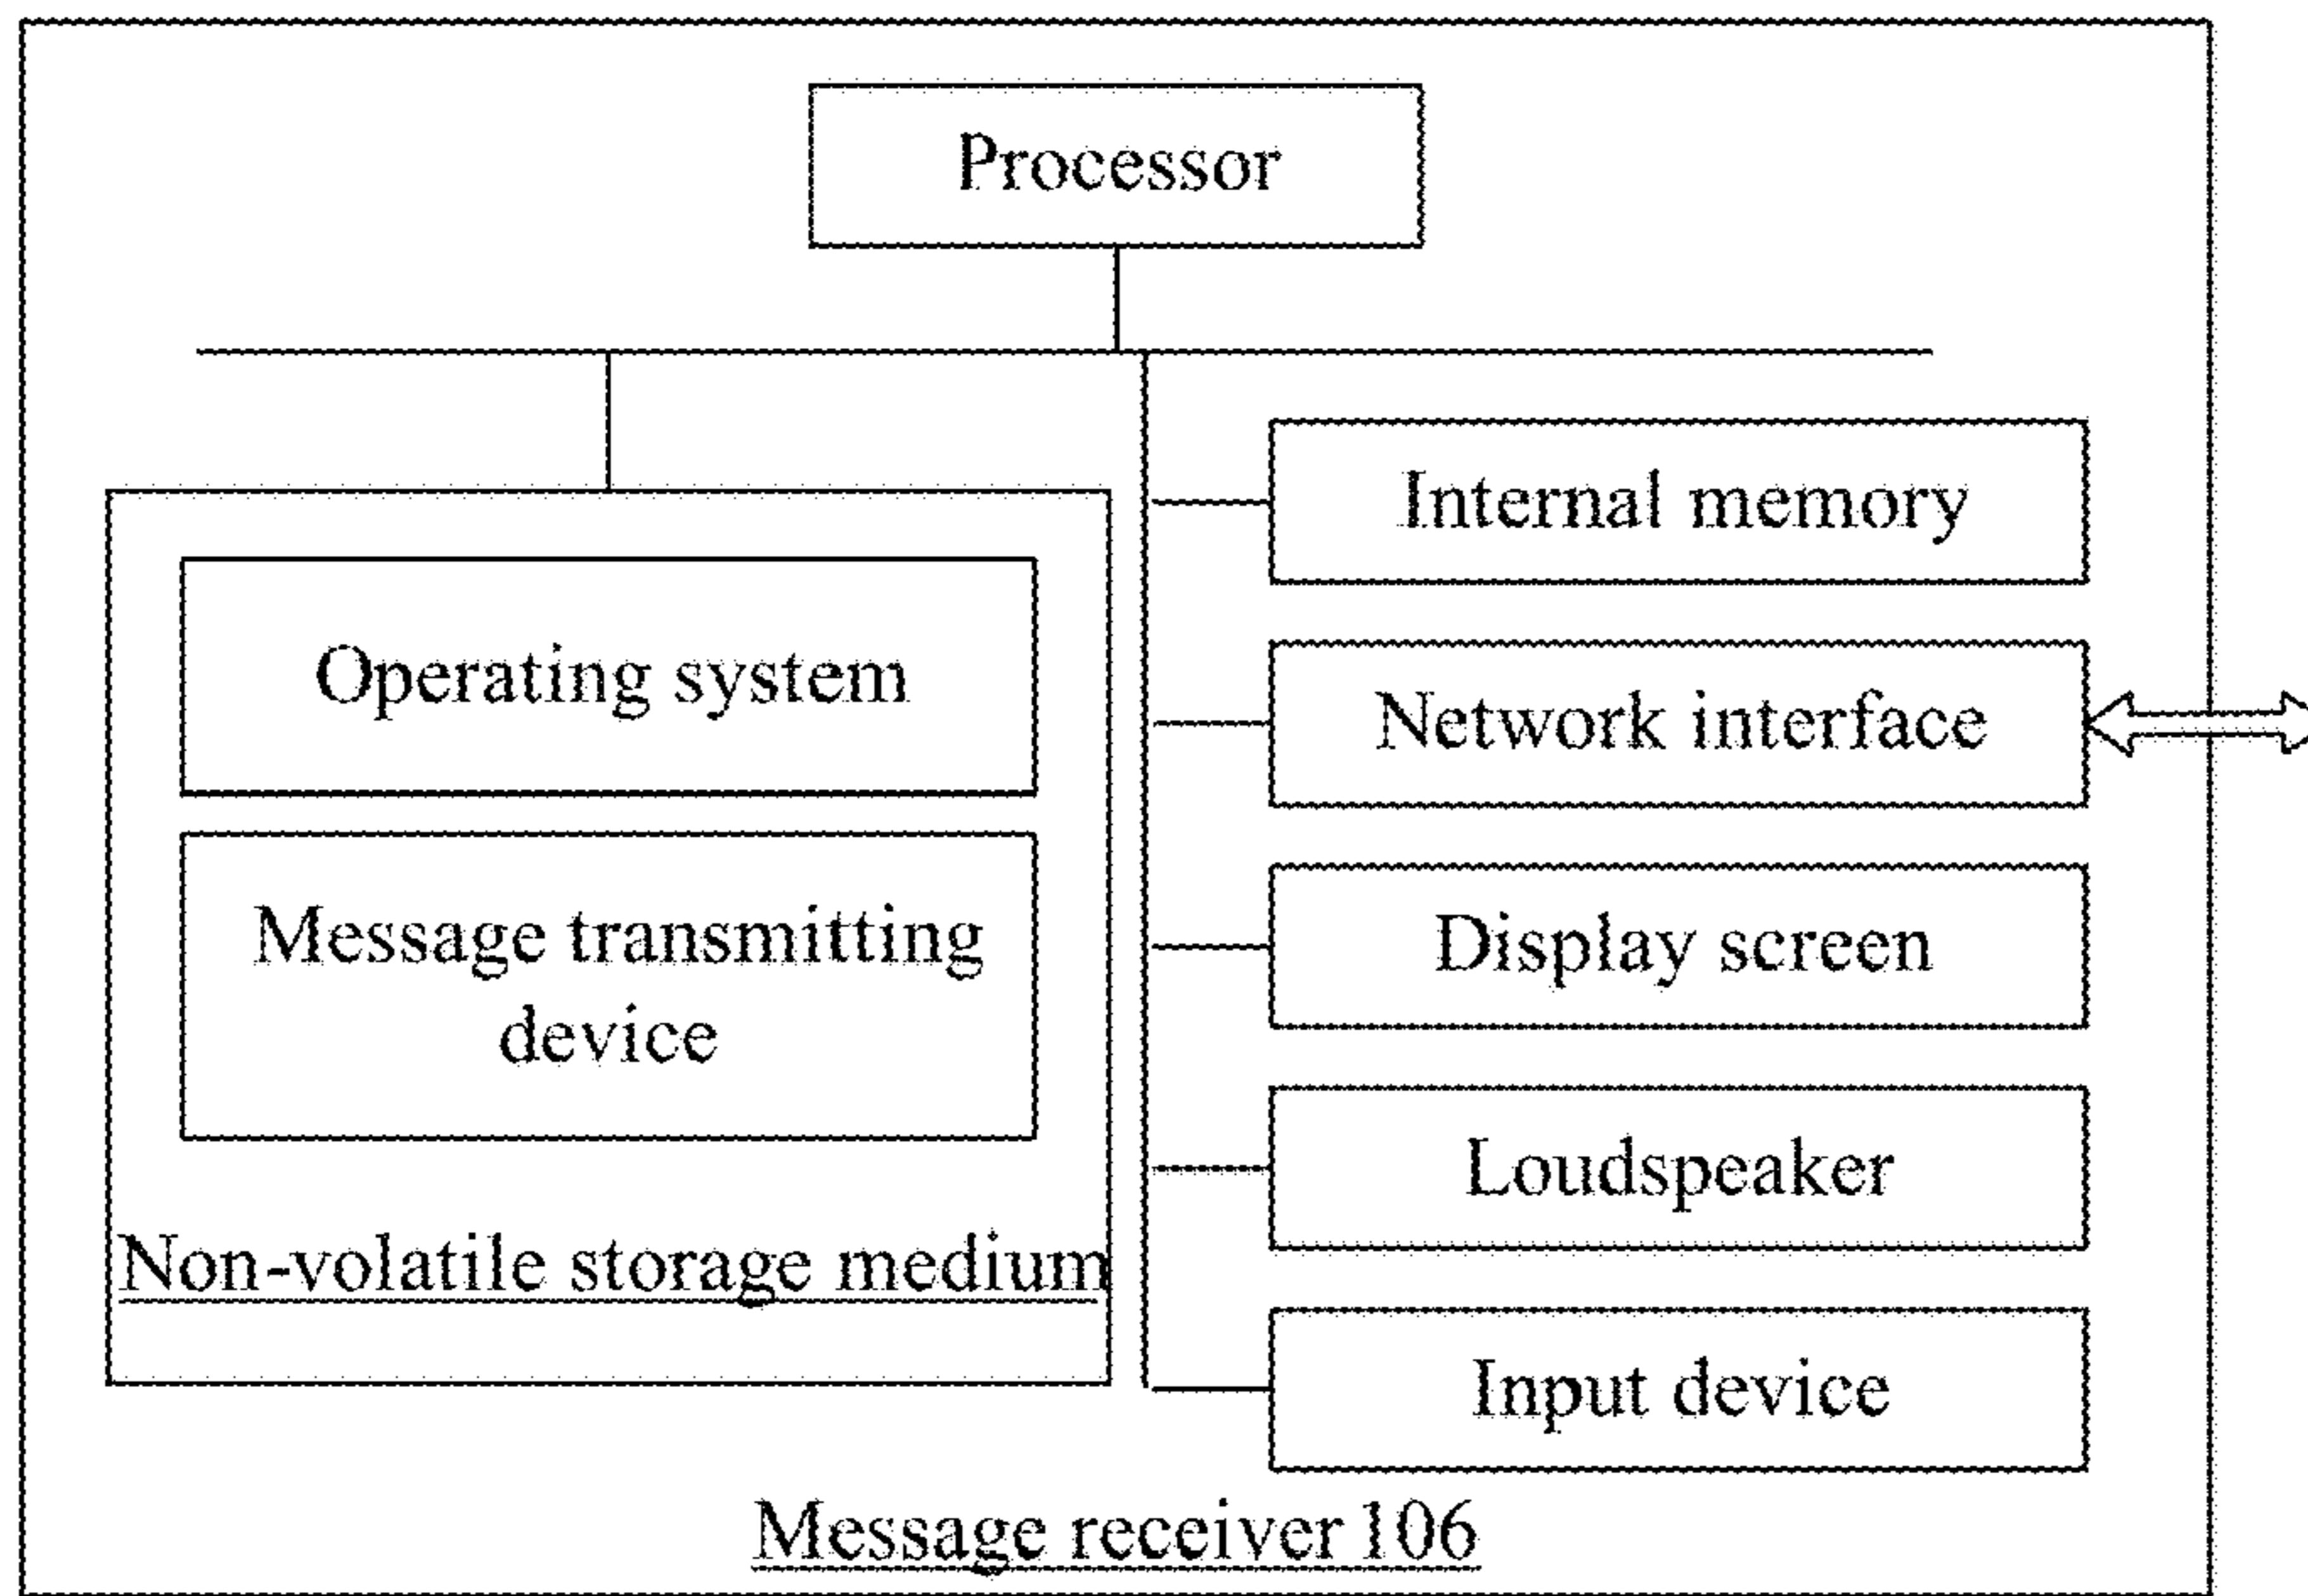 Processor
Internal memory
Operating system
Network interface
Message transmitting
device
Display screen
Loudspeaker
Non-volatile storage medium
Input device
Message receiver 106